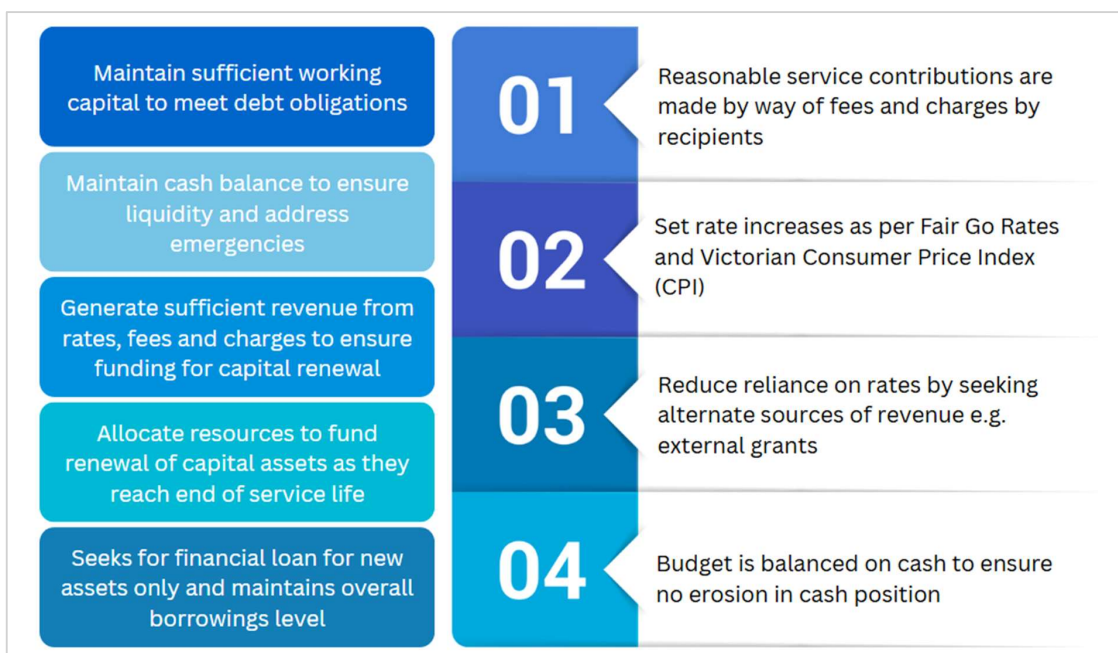 Maintain sufficient working
capital to meet debt obligations
Maintain cash balance to ensure
liquidity and address
emergencies
Generate sufficient revenue from
rates, fees and charges to ensure
funding for capital renewal
Allocate resources to fund
renewal of capital assets as they
reach end of service life
Seeks for financial loan for new
assets only and maintains overall
borrowings level
01
Reasonable service contributions are
made by way of fees and charges by
recipients
02
Set rate increases as per Fair Go Rates
and Victorian Consumer Price Index
(CPI)
03
Reduce reliance on rates by seeking
alternate sources of revenue e.g.
external grants
04
Budget is balanced on cash to ensure
no erosion in cash position